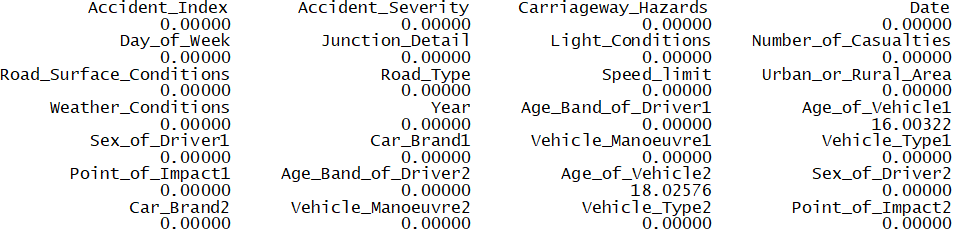 Accident_Index Accident_Severity Carriageway_Hazards Date
0.00000 0.00000 0.00000 0.00000
Day_of_Week Junction_Detail Light_Conditions Number_of_Casualties
0.00000 0.00000 0.00000 0.00000
Road_Surface_Conditions Road_Type Speed_limit Urban_or_Rural_Area
0.00000 0.00000 0.00000 0.00000
Weather_Conditions Year Age_Band_of_Driver1 Age_of_Vehicle1
0.00000 0.00000 0.00000 16.00322
Sex_of_Driver1 Car_Brand1 Vehicle_Manoeuvre1 Vehicle_Type1
0.00000 0.00000 0.00000 0.00000
Point_of_Impact1 Age_Band_of_Driver2 Age_of_Vehicle2 Sex_of_Driver2
0.00000 0.00000 18.02576 0.00000
Car_Brand2 Vehicle_Manoeuvre2 Vehicle_Type2 Point_of_Impact2
0.00000 0.00000 0.00000 0.00000